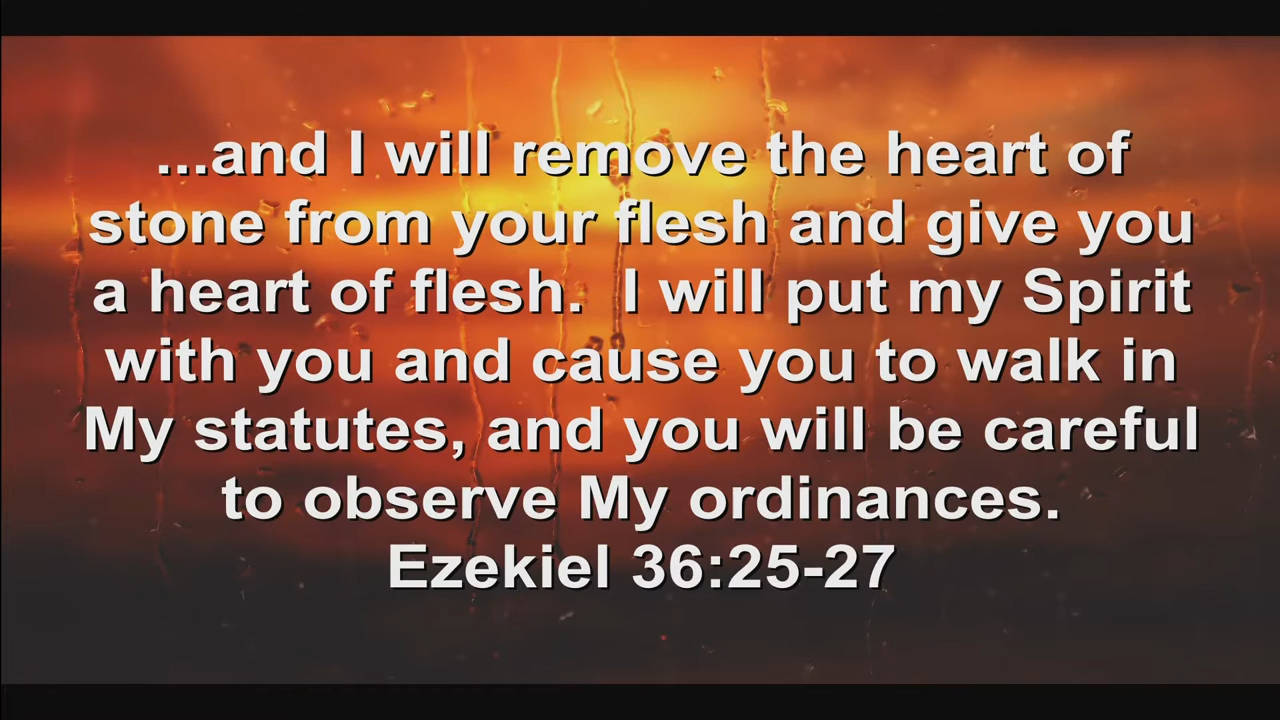 ...and I will remove the heart of
stone from your flesh and give you
a heart of flesh.  I will put my Spirit
with you and cause you to walk in
My statutes, and you will be careful
to observe My ordinances.
Ezekiel 36:25-27